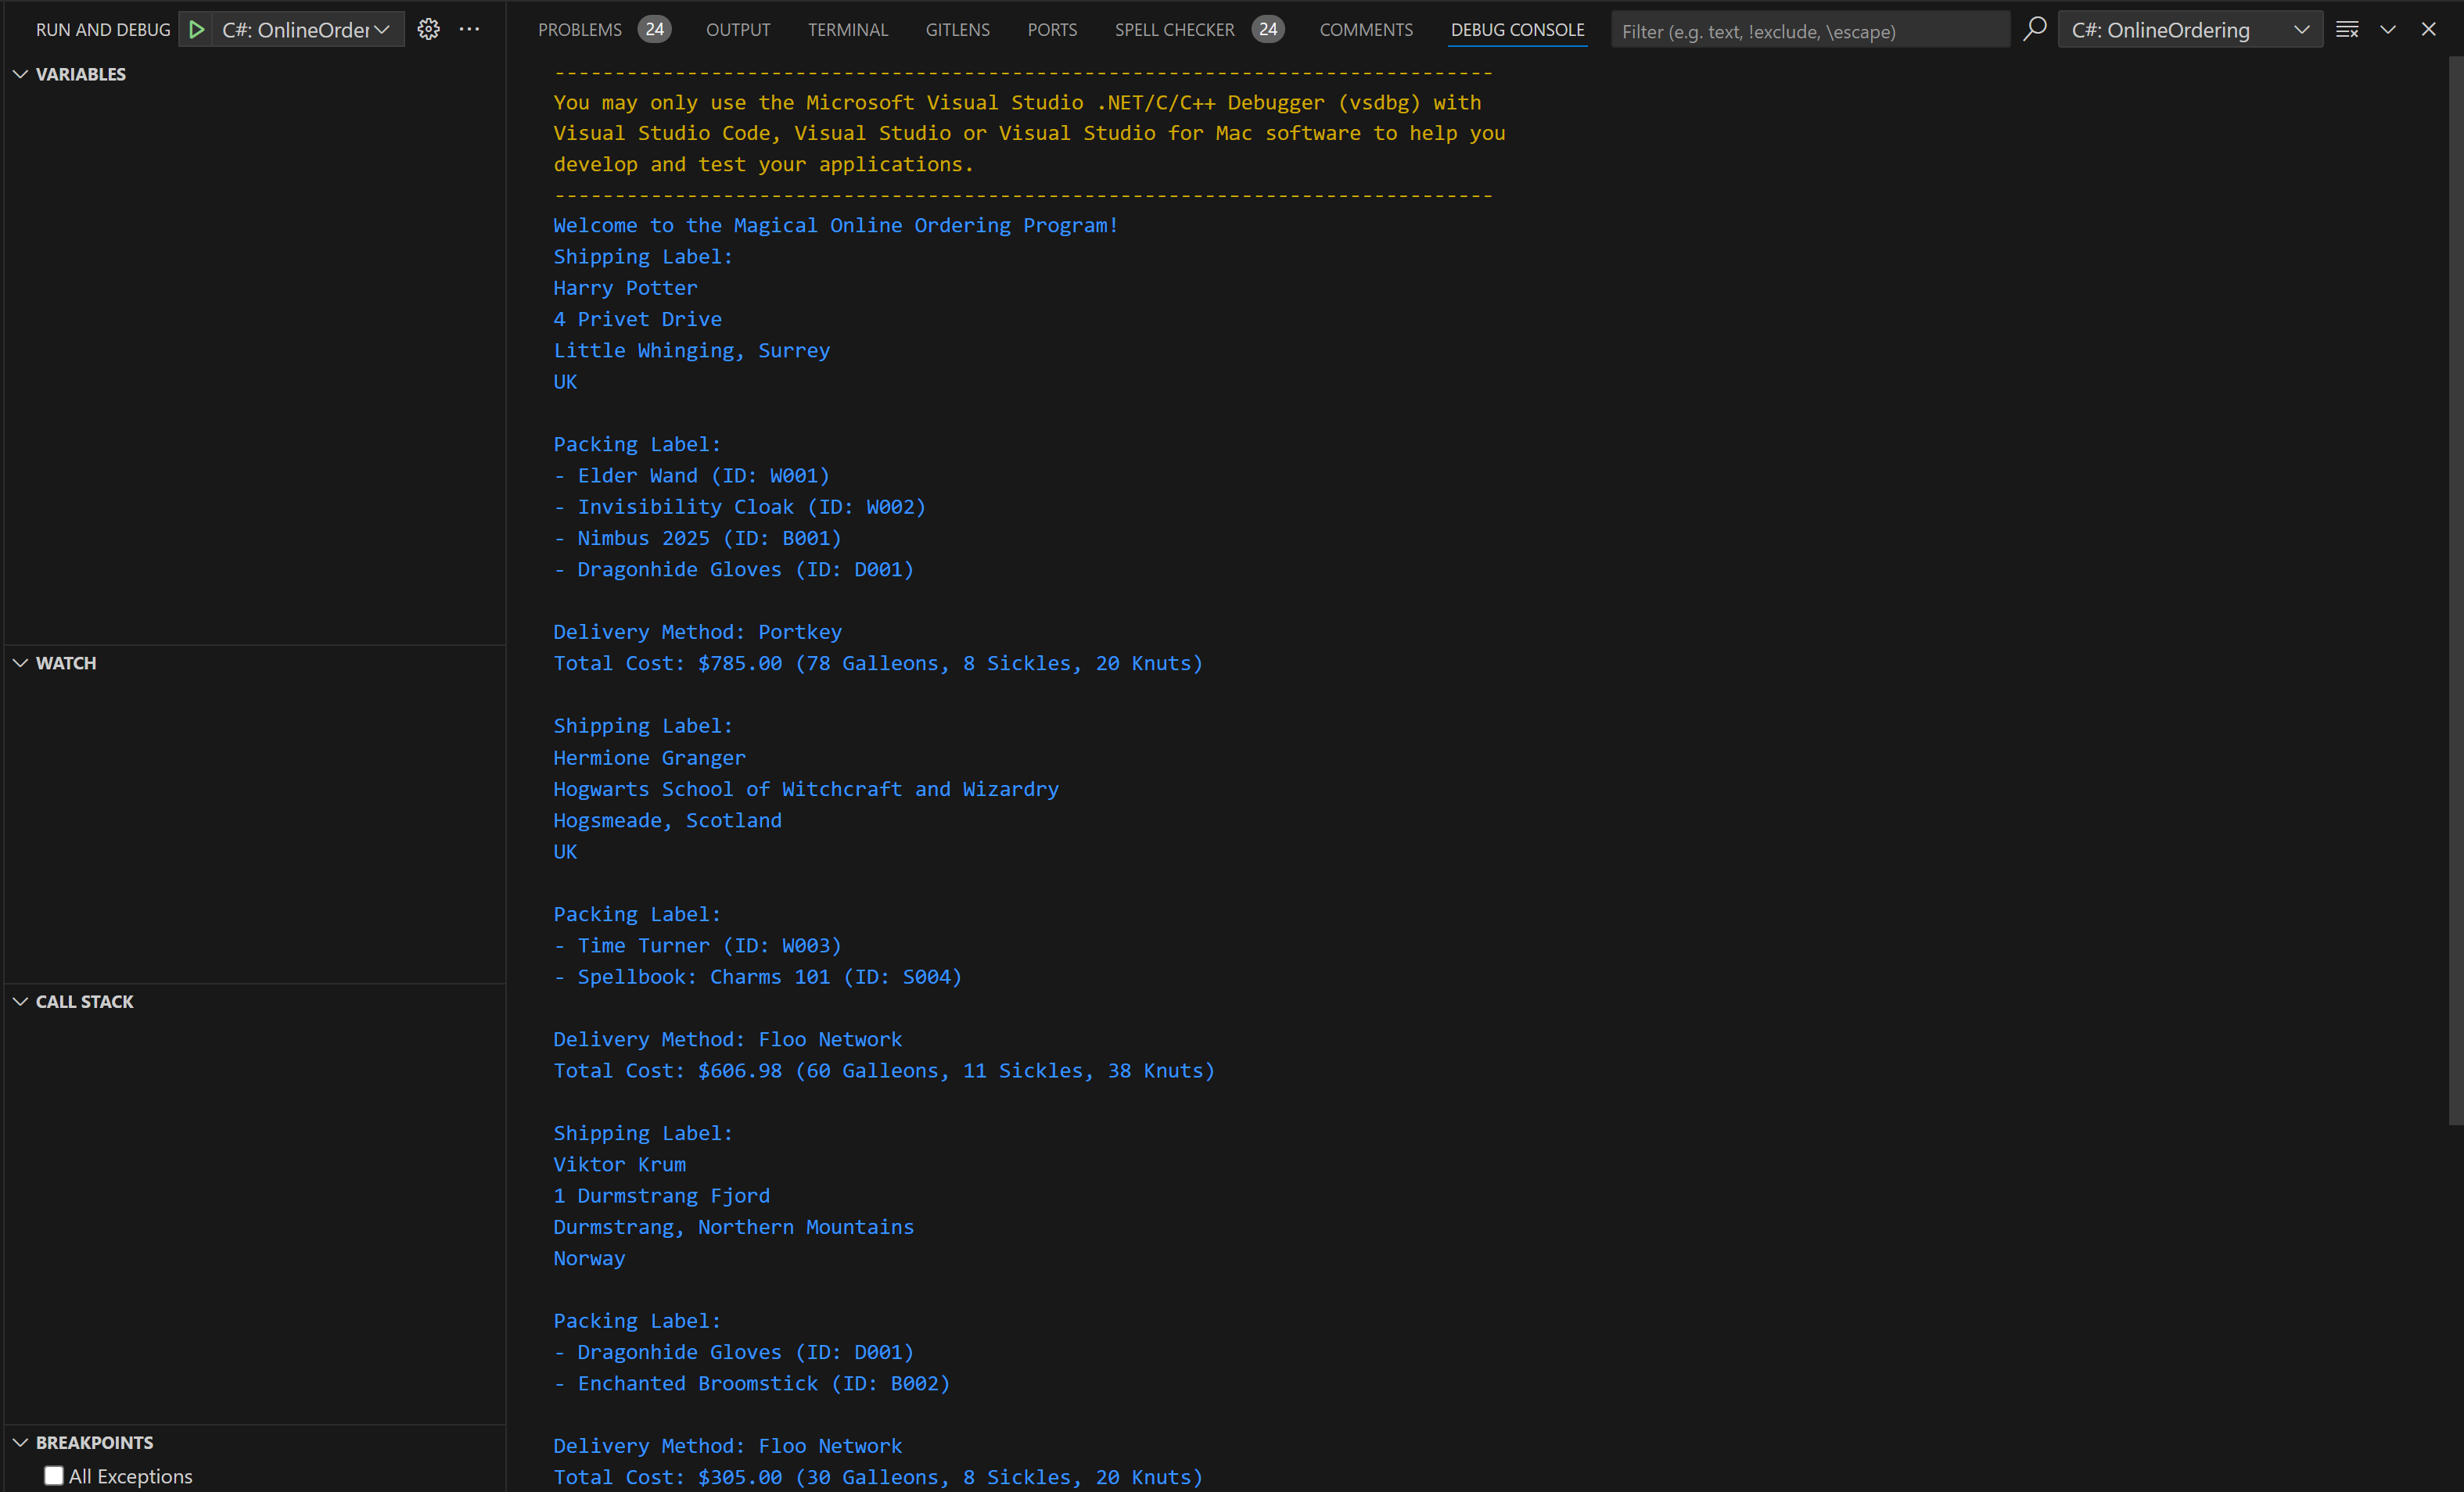 RUN AND DEBUG
C#: OnlineOrder
PROBLEMS 24 OUTPUT TERMINAL GITLENS PORTS SPELL CHECKER 24 COMMENTS DEBUG CONSOLE
Filter (e.g. text, !exclude, \escape)
C#: OnlineOrdering
VARIABLES
WATCH
CALL STACK
BREAKPOINTS
All Exceptions
------------------------------------------------------------------------------
You may only use the Microsoft Visual Studio .NET/C/C++ Debugger (vsdbg) with
Visual Studio Code, Visual Studio or Visual Studio for Mac software to help you
develop and test your applications.
------------------------------------------------------------------------------
Welcome to the Magical Online Ordering Program!
Shipping Label:
Harry Potter
4 Privet Drive
Little Whinging, Surrey
UK
Packing Label:
- Elder Wand (ID: W001)
- Invisibility Cloak (ID: W002)
- Nimbus 2025 (ID: B001)
- Dragonhide Gloves (ID: D001)
Delivery Method: Portkey
Total Cost: $785.00 (78 Galleons, 8 Sickles, 20 Knuts)
Shipping Label:
Hermione Granger
Hogwarts School of Witchcraft and Wizardry
Hogsmeade, Scotland
UK
Packing Label:
- Time Turner (ID: W003)
- Spellbook: Charms 101 (ID: S004)
Delivery Method: Floo Network
Total Cost: $606.98 (60 Galleons, 11 Sickles, 38 Knuts)
Shipping Label:
Viktor Krum
1 Durmstrang Fjord
Durmstrang, Northern Mountains
Norway
Packing Label:
- Dragonhide Gloves (ID: D001)
- Enchanted Broomstick (ID: B002)
Delivery Method: Floo Network
Total Cost: $305.00 (30 Galleons, 8 Sickles, 20 Knuts)